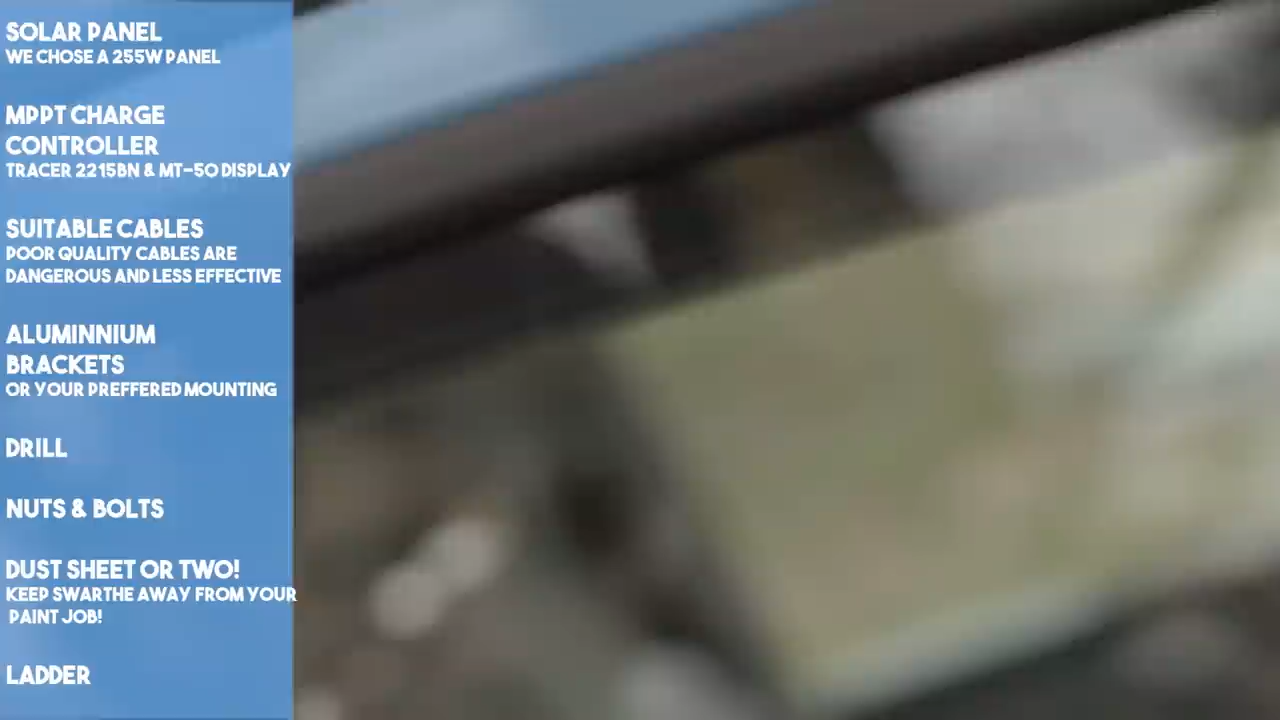 SOLAR PANEL
WE CHOSE A 255W PANEL
MPPT CHARGE
CONTROLLER
TRACER 2215BN & MT-50 DISPLAY
SUITABLE CABLES
POOR QUALITY CABLES ARE
DANGEROUS AND LESS EFFECTIVE
ALUMINNIUM
BRACKETS
OR YOUR PREFFERED MOUNTING
DRILL
NUTS & BOLTS
DUST SHEET OR TWO!
KEEP SWARTHE AWAY FROM YOUR
PAINT JOB!
LADDER